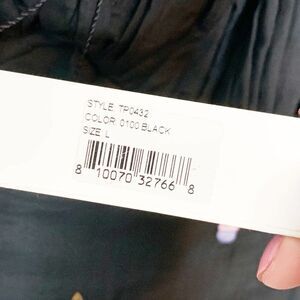 STYLE: TP0432
COLOR: 0100 BLACK
SIZE: L
8 10070 32766 8